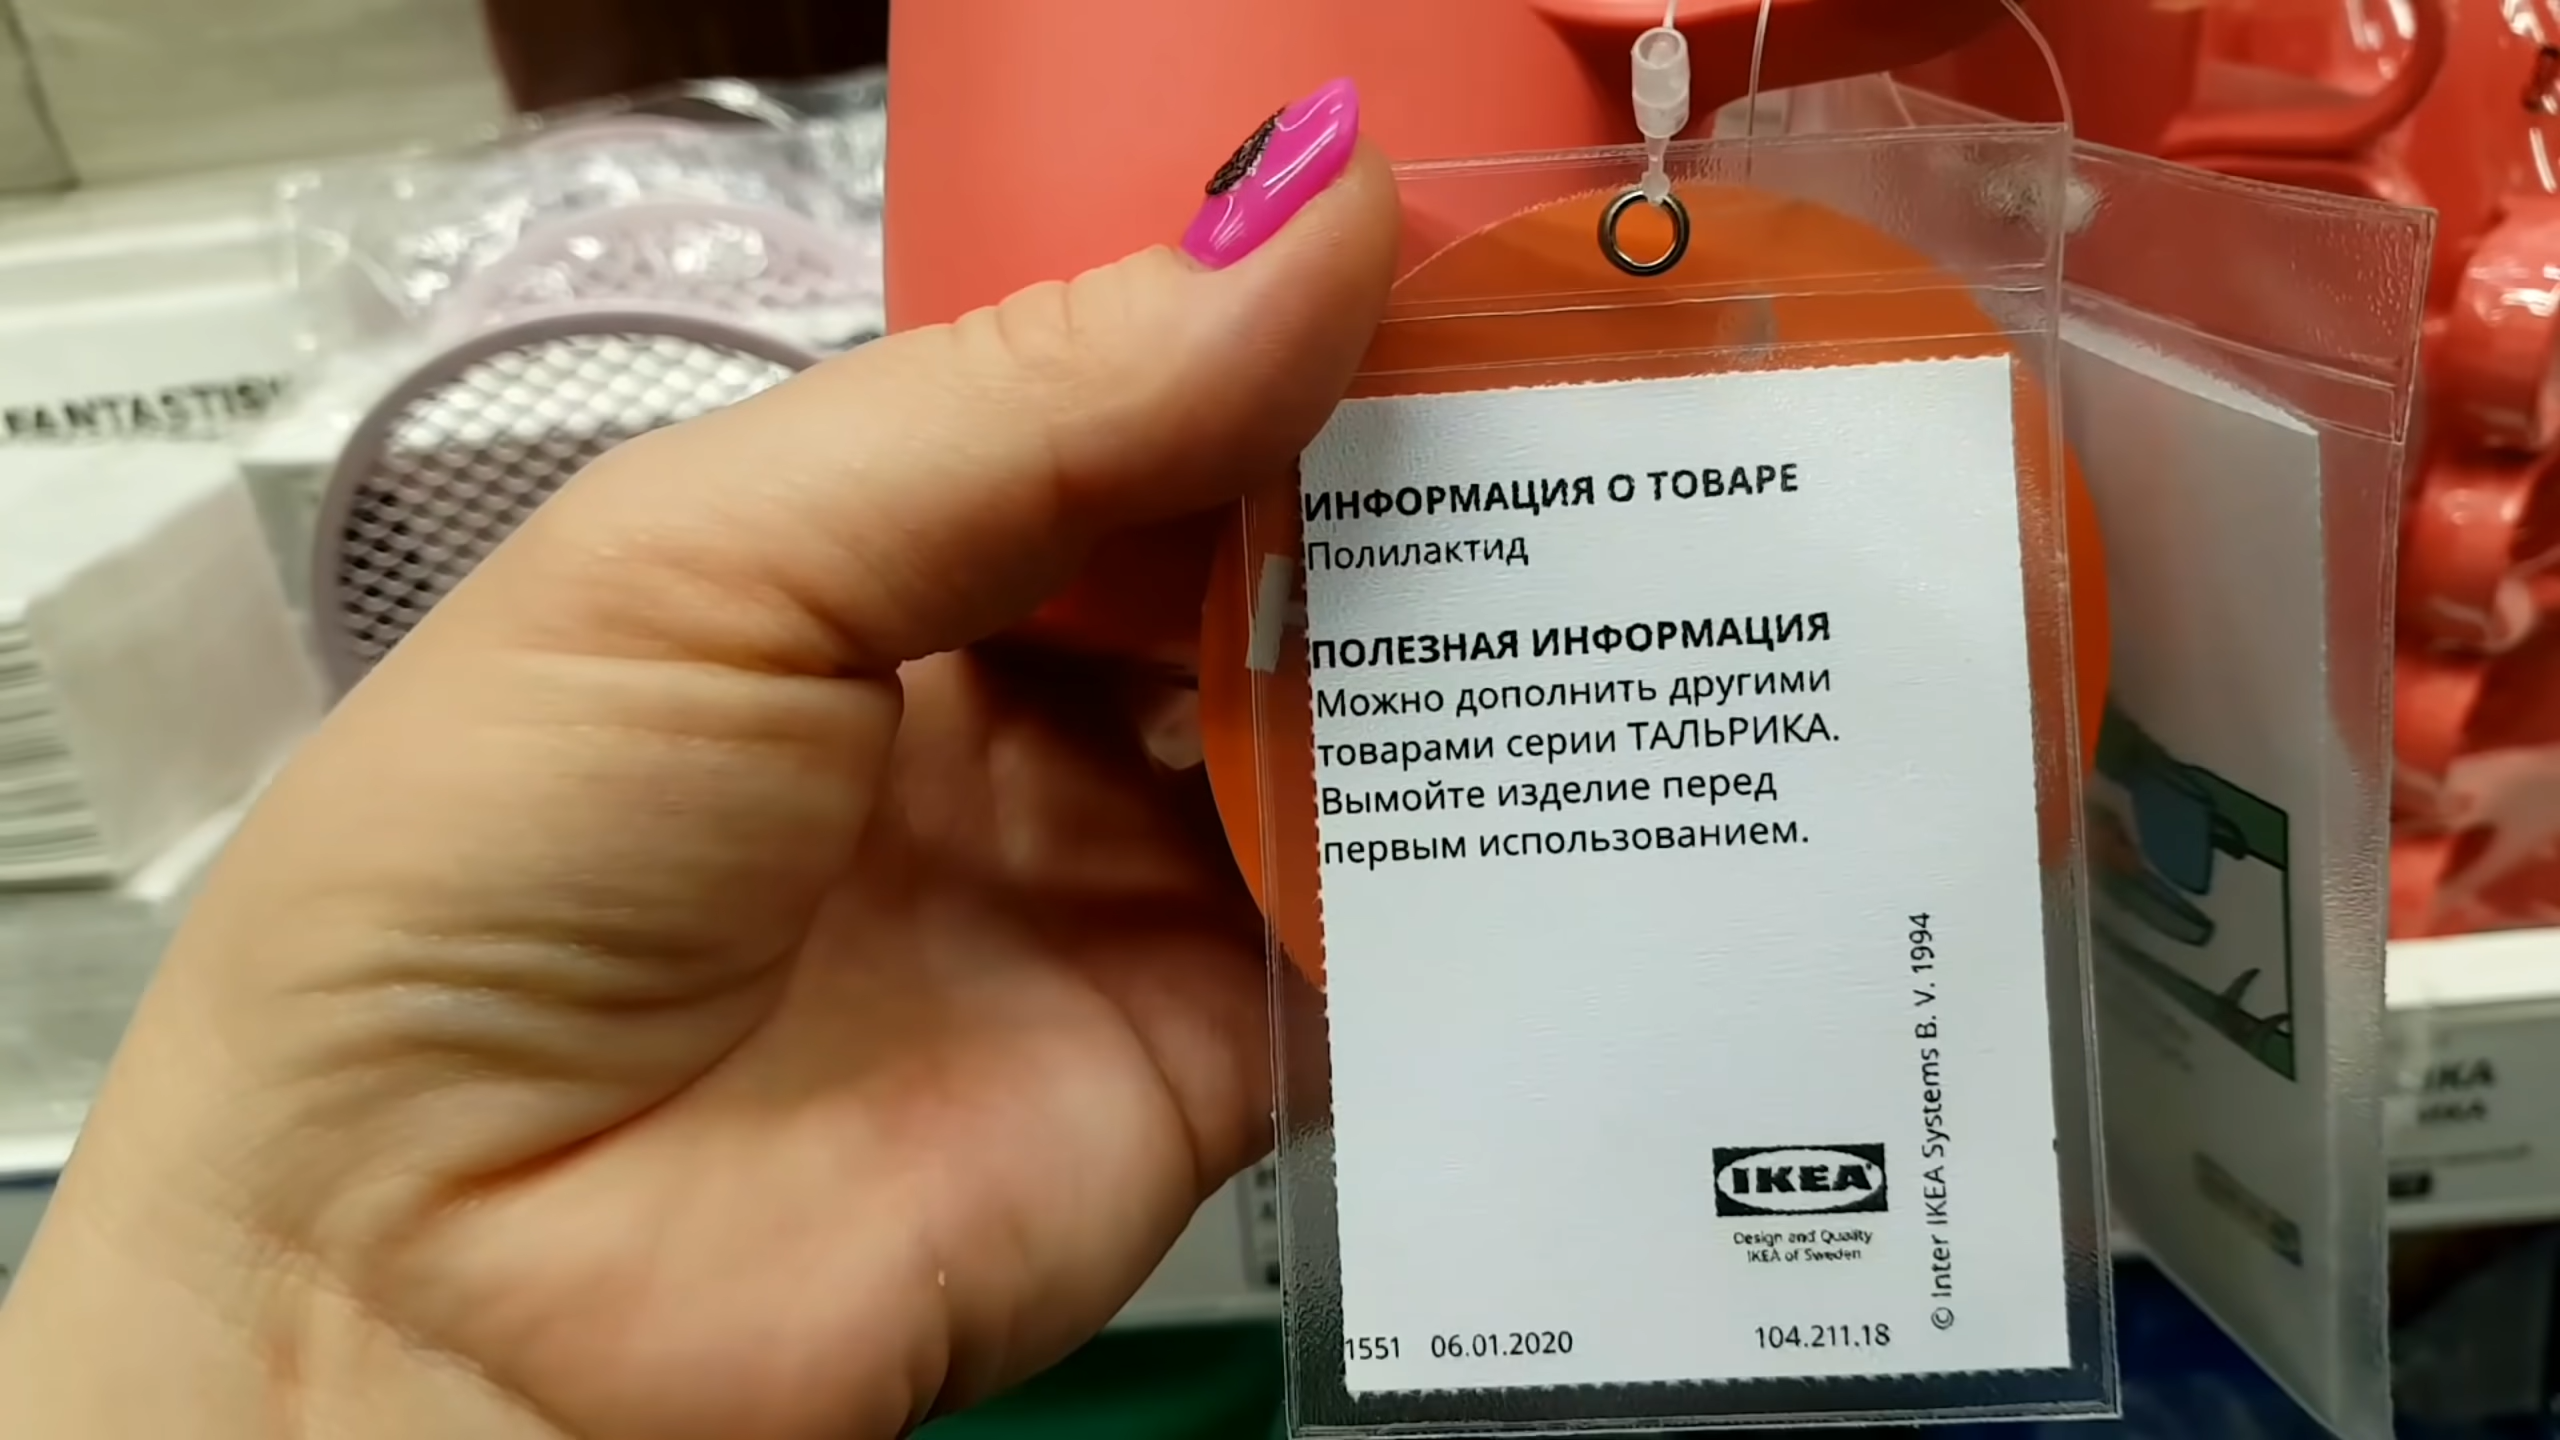 FANTASTISK
ИНФОРМАЦИЯ О ТОВАРЕ
Полилактид
ПОЛЕЗНАЯ ИНФОРМАЦИЯ
Можно дополнить другими
товарами серии ТАЛЬРИКА.
Вымойте изделие перед
первым использованием.
© Inter IKEA Systems B. V. 1994
IKEA
Design and Quality
IKEA of Sweden
1551 06.01.2020 104.211.18